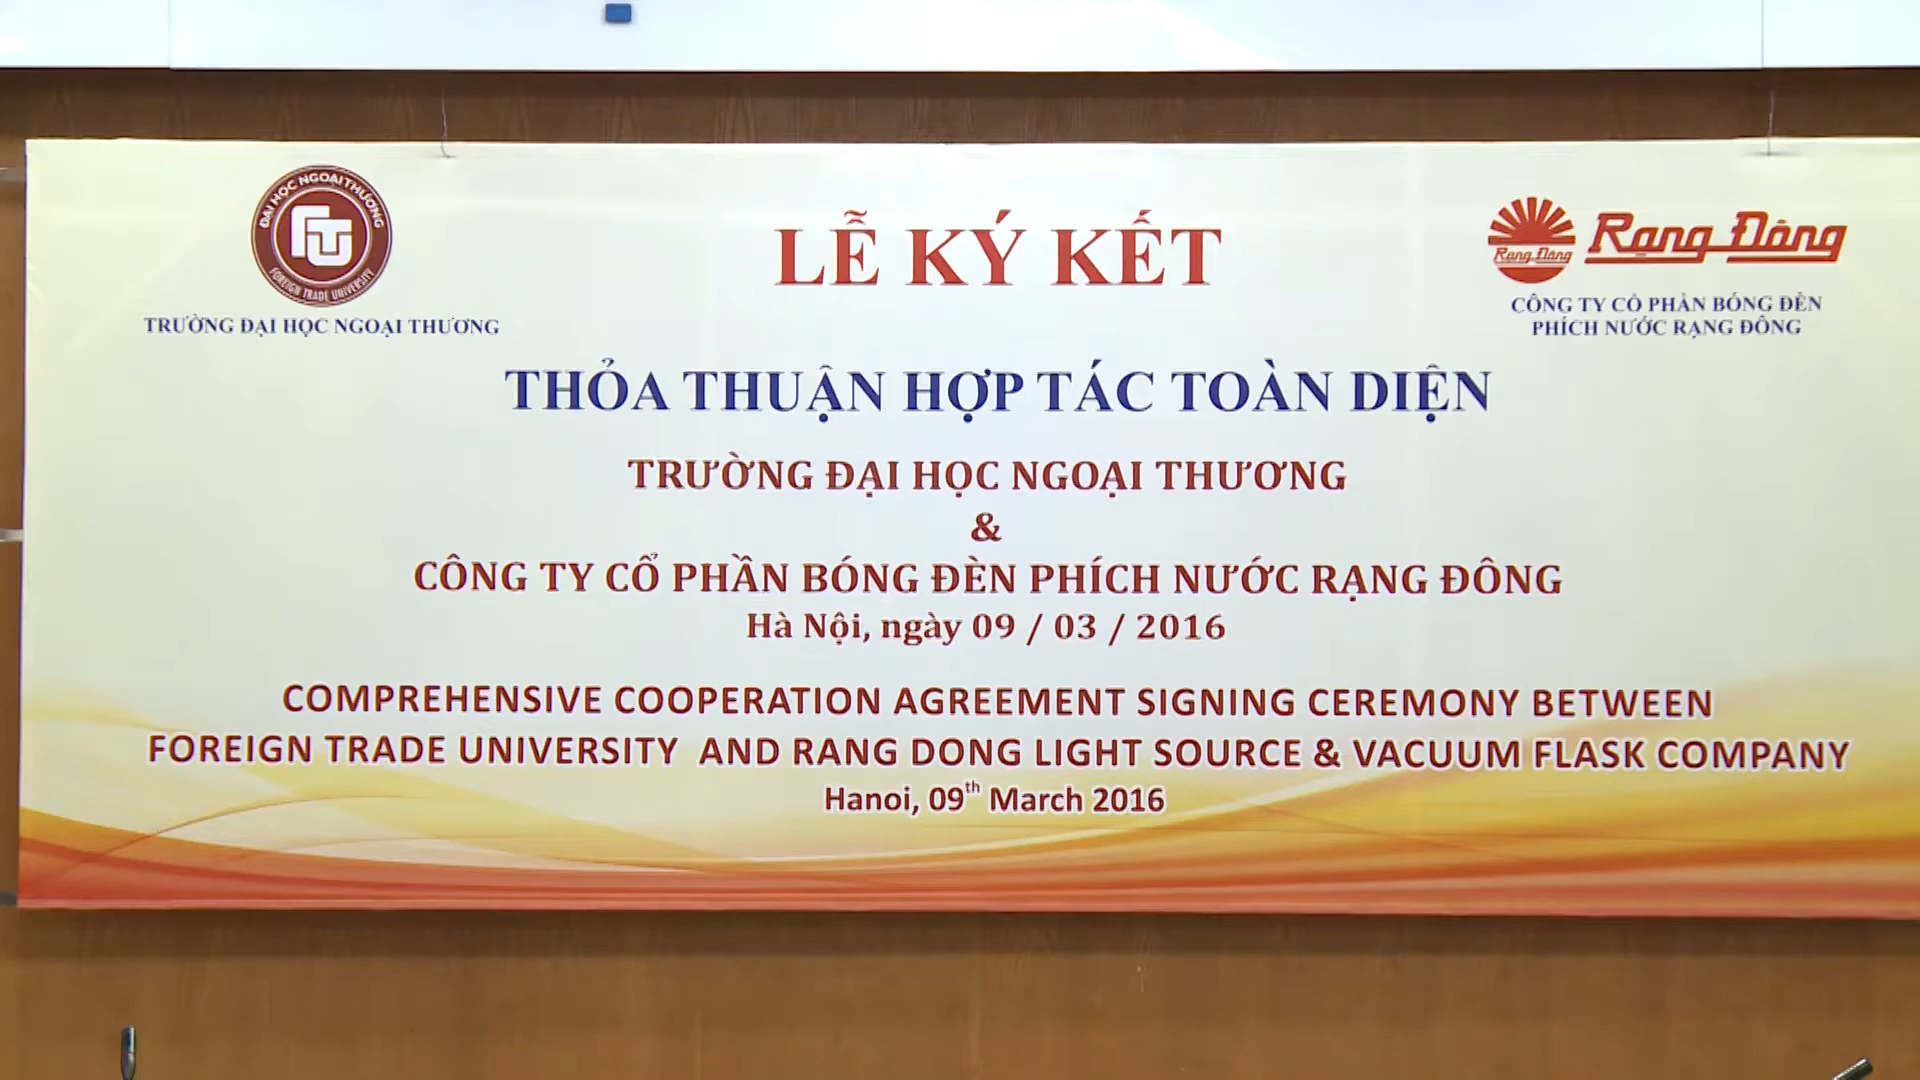 ĐẠI HỌC NGOẠI THƯƠNG
FTU
FOREIGN TRADE UNIVERSITY
TRƯỜNG ĐẠI HỌC NGOẠI THƯƠNG
LỄ KÝ KẾT
Rạng Đông
Rạng Đông
CÔNG TY CỔ PHẦN BÓNG ĐÈN
PHÍCH NƯỚC RẠNG ĐÔNG
THỎA THUẬN HỢP TÁC TOÀN DIỆN
TRƯỜNG ĐẠI HỌC NGOẠI THƯƠNG
&
CÔNG TY CỔ PHẦN BÓNG ĐÈN PHÍCH NƯỚC RẠNG ĐÔNG
Hà Nội, ngày 09 / 03 / 2016
COMPREHENSIVE COOPERATION AGREEMENT SIGNING CEREMONY BETWEEN
FOREIGN TRADE UNIVERSITY AND RANG DONG LIGHT SOURCE & VACUUM FLASK COMPANY
Hanoi, 09th March 2016